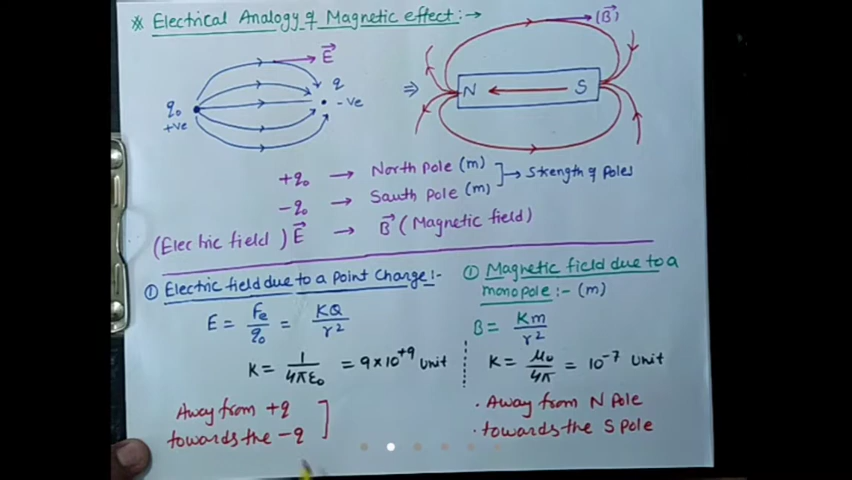 ※ Electrical Analogy of Magnetic effect:→
E⃗
(B⃗)
q₀
+ve
q
-ve
⇒
N
S
+q₀ → North Pole (m)
-q₀ → Sauth Pole (m)
→ Strength of Poles
(Electric field) E⃗ → B⃗ (Magnetic field)
① Electric field due to a Point Charge:-
E = Fe/q₀ = KQ/r²
K = 1/4πε₀ = 9×10⁺⁹ Unit
Away from +q
towards the -q
① Magnetic field due to a
monopole:- (m)
B = Km/r²
K = μ₀/4π = 10⁻⁷ Unit
· Away from N Pole
· towards the S Pole